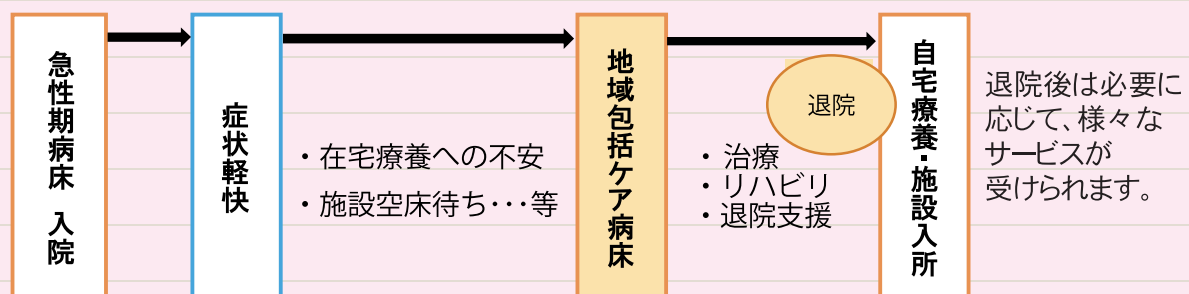 急性期病床 入院
症状軽快
・在宅療養への不安
・施設空床待ち・・・等
地域包括ケア病床
・治療
・リハビリ
・退院支援
退院
自宅療養・施設入所
退院後は必要に
応じて、様々な
サービスが
受けられます。